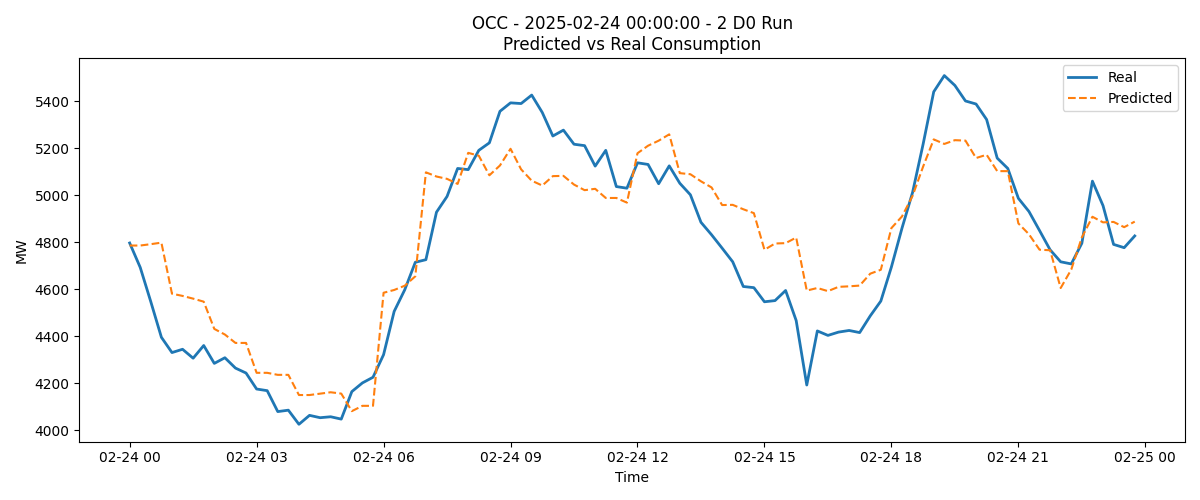 OCC - 2025-02-24 00:00:00 - 2 D0 Run
Predicted vs Real Consumption
Real
Predicted
MW
5400
5200
5000
4800
4600
4400
4200
4000
02-24 00
02-24 03
02-24 06
02-24 09
02-24 12
02-24 15
02-24 18
02-24 21
02-25 00
Time